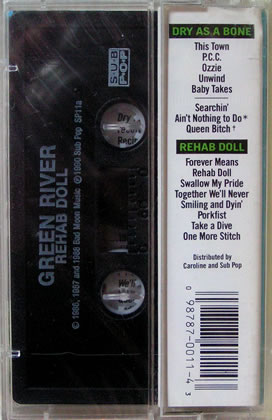 DRY AS A BONE
This Town
P.C.C.
Ozzie
Unwind
Baby Takes
Searchin'
Ain't Nothing to Do*
Queen Bitch†
REHAB DOLL
Forever Means
Rehab Doll
Swallow My Pride
Together We'll Never
Smiling and Dyin'
Porkfist
Take a Dive
One More Stitch
Distributed by
Caroline and Sub Pop
0 98787-0011-4 3
GREEN RIVER
REHAB DOLL
© 1986, 1987 and 1988 Bad Moon Music
℗ 1990 Sub Pop SP11a
SUB
POP
Dry